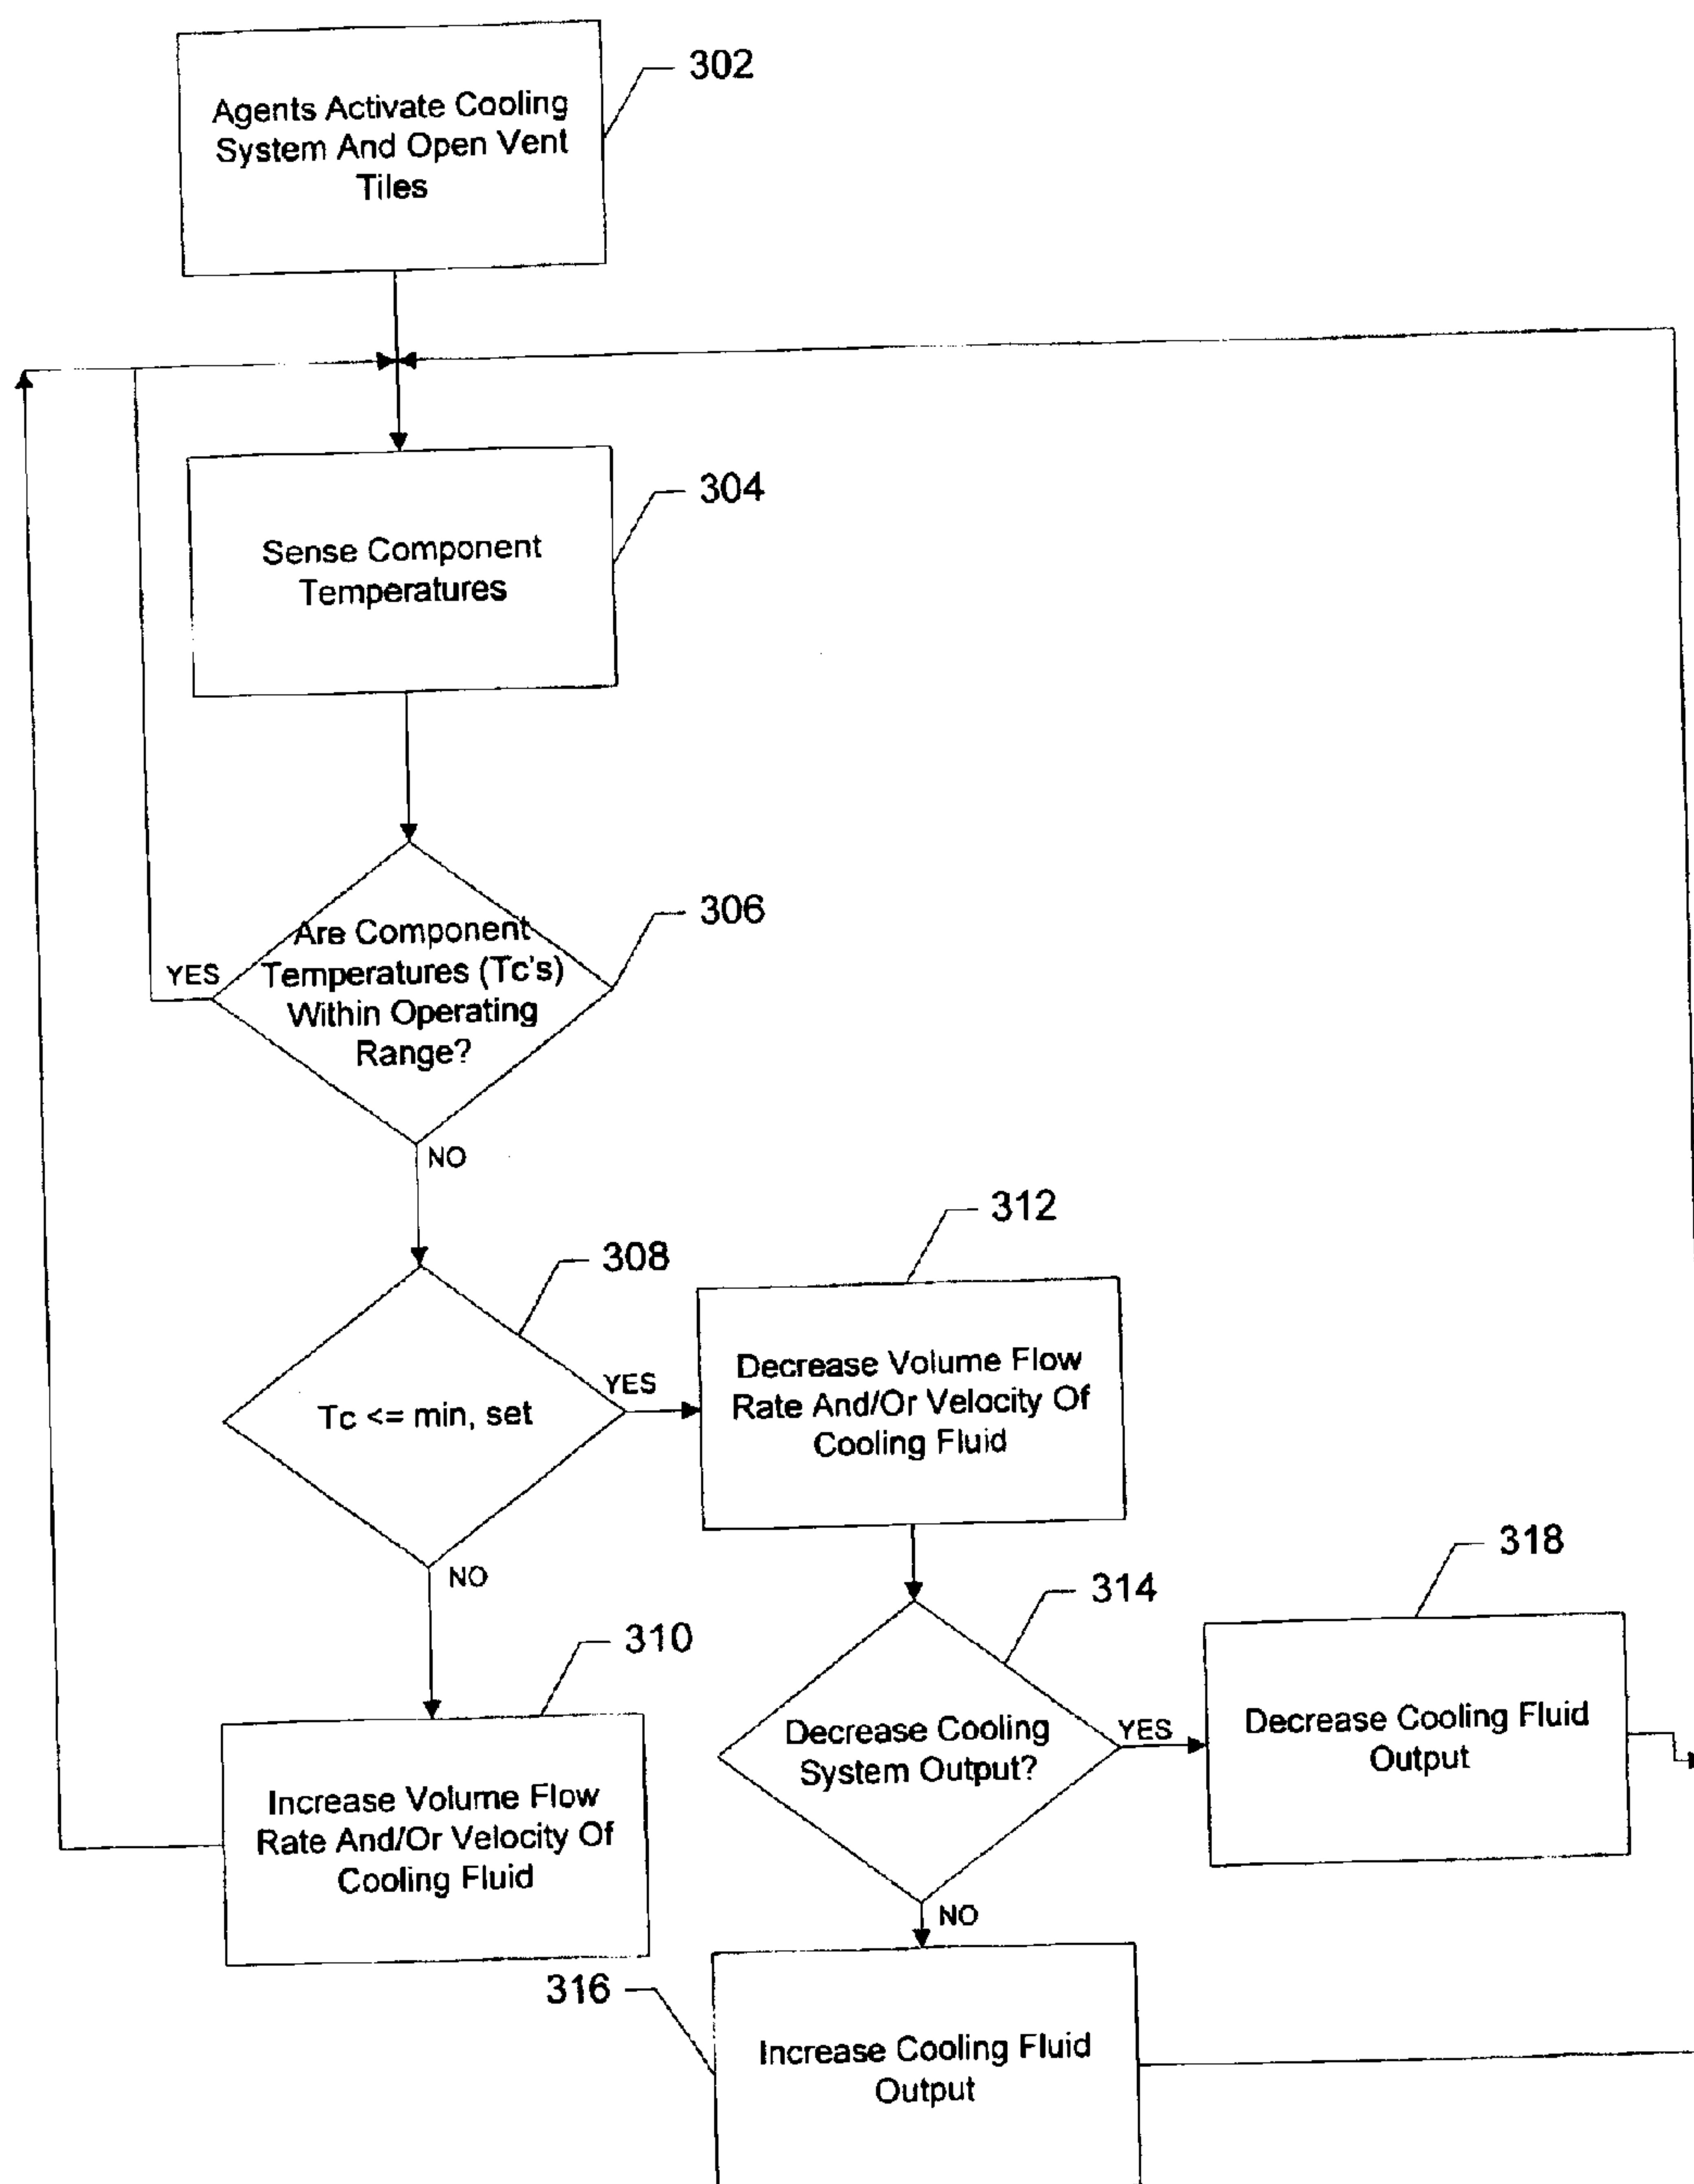 302
Agents Activate Cooling
System And Open Vent
Tiles
304
Sense Component
Temperatures
306
Are Component
Temperatures (Tc's)
Within Operating
Range?
YES
NO
308
Tc <= min, set
YES
NO
312
Decrease Volume Flow
Rate And/Or Velocity Of
Cooling Fluid
310
Increase Volume Flow
Rate And/Or Velocity Of
Cooling Fluid
314
Decrease Cooling
System Output?
YES
NO
318
Decrease Cooling Fluid
Output
316
Increase Cooling Fluid
Output